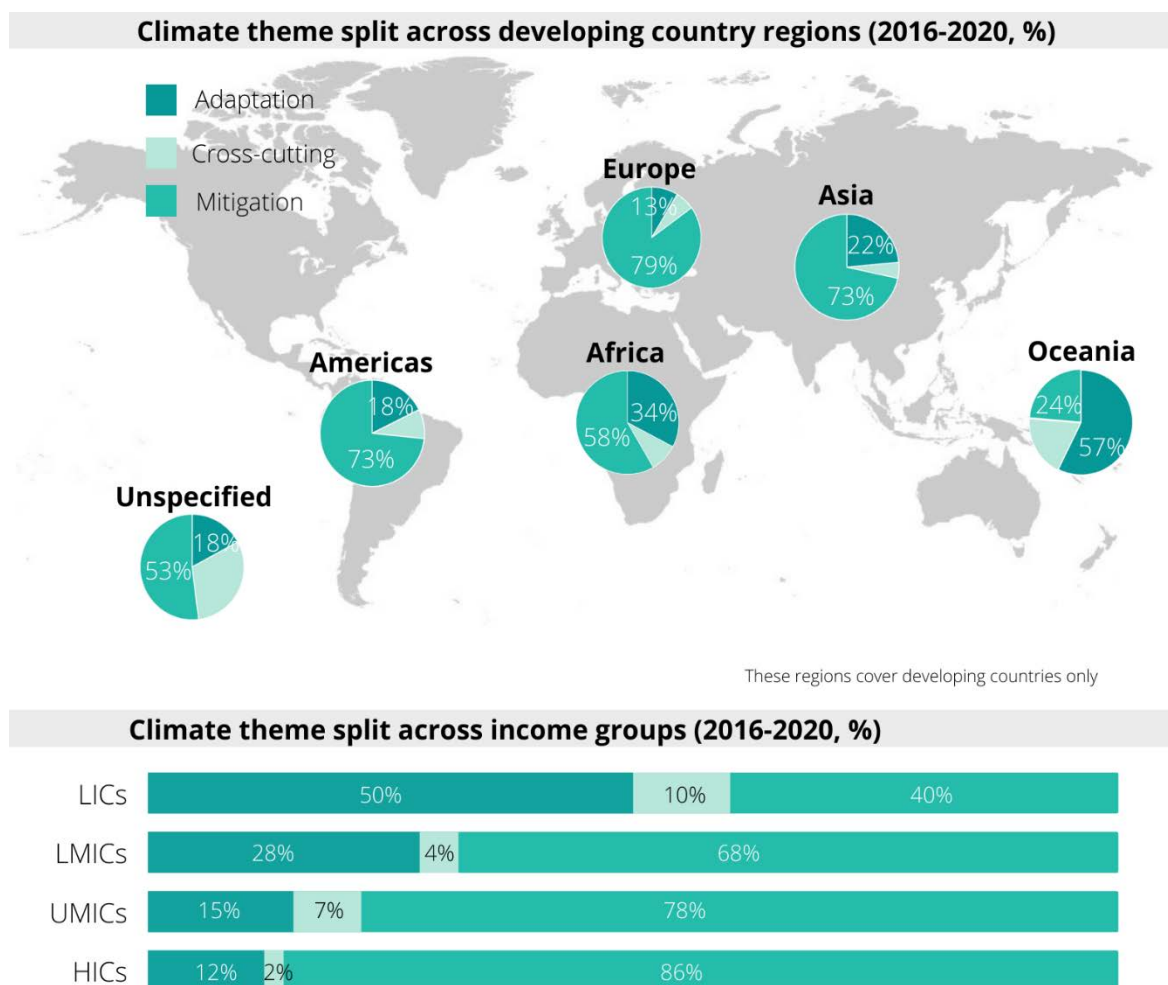 Climate theme split across developing country regions (2016-2020, %)
Adaptation
Cross-cutting
Mitigation
Europe
13%
79%
Asia
22%
73%
Americas
18%
73%
Africa
34%
58%
Oceania
24%
57%
Unspecified
18%
53%
These regions cover developing countries only
Climate theme split across income groups (2016-2020, %)
LICs 50% 10% 40%
LMICs 28% 4% 68%
UMICs 15% 7% 78%
HICs 12% 2% 86%